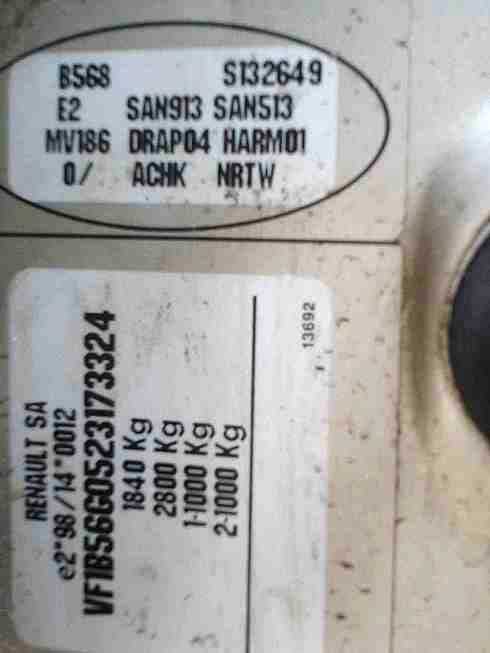 B568 S132649
E2 SAN913 SAN513
MV186 DRAP04 HARM01
0/ ACHK NRTW
RENAULT SA
e2*98/14*0012
VF1B56G0523173324
1840 Kg
2800 Kg
1-1000 Kg
2-1000 Kg
13692